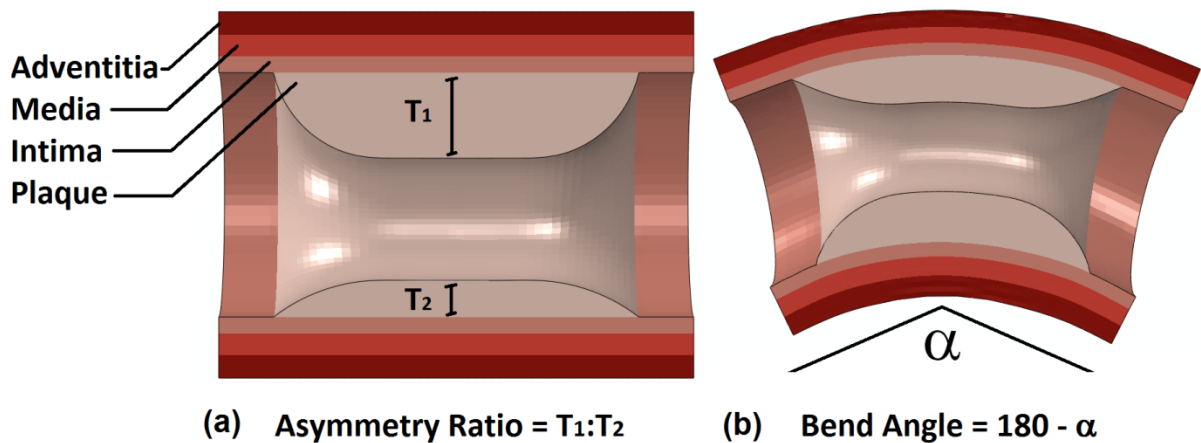 Adventitia
Media
Intima
Plaque
T₁
T₂
α
(a) Asymmetry Ratio = T₁:T₂
(b) Bend Angle = 180 - α